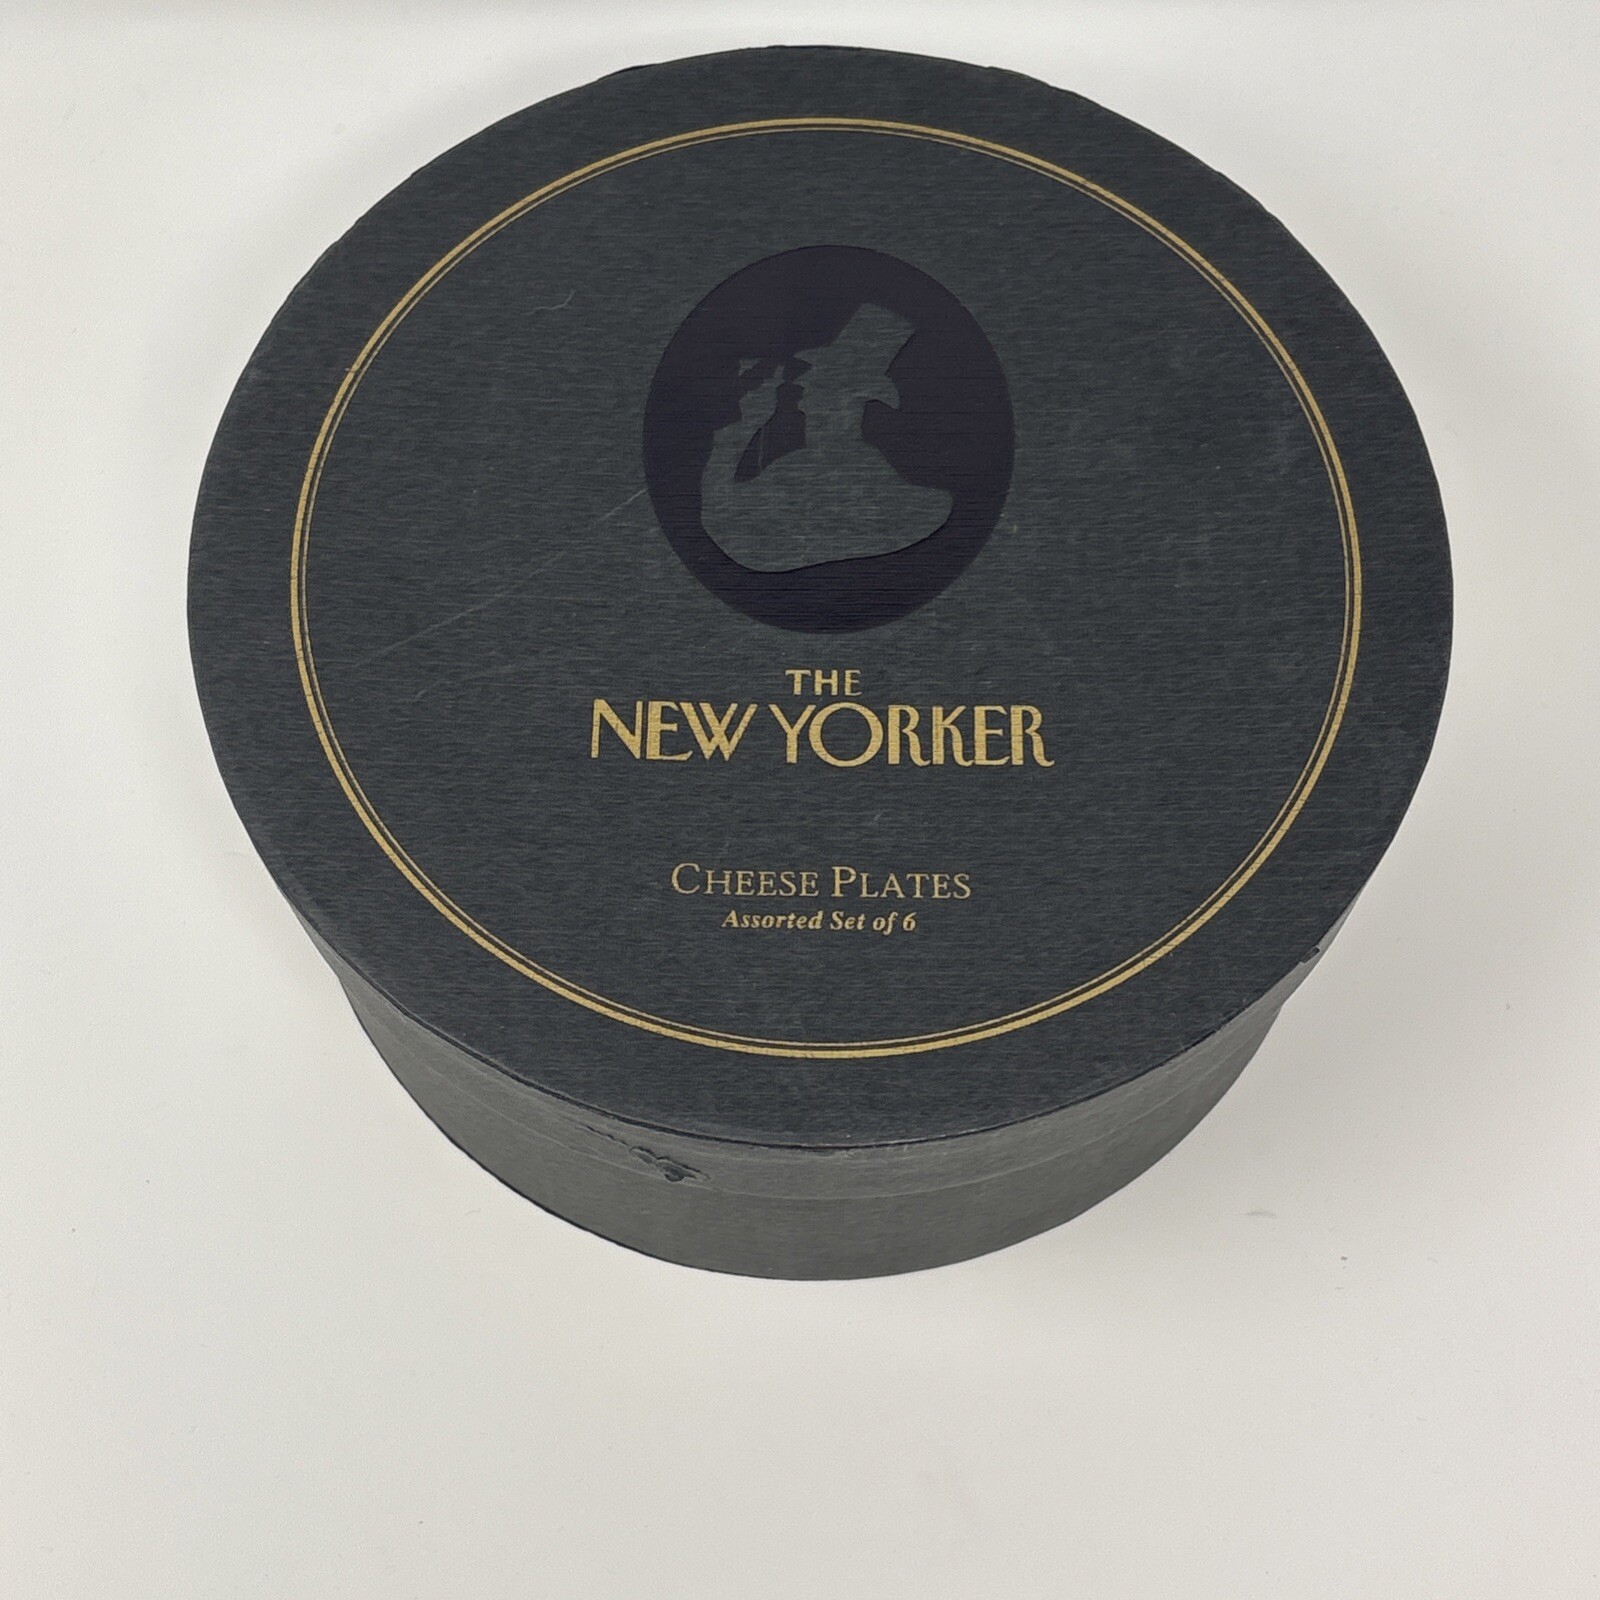 THE
NEW YORKER
CHEESE PLATES
Assorted Set of 6